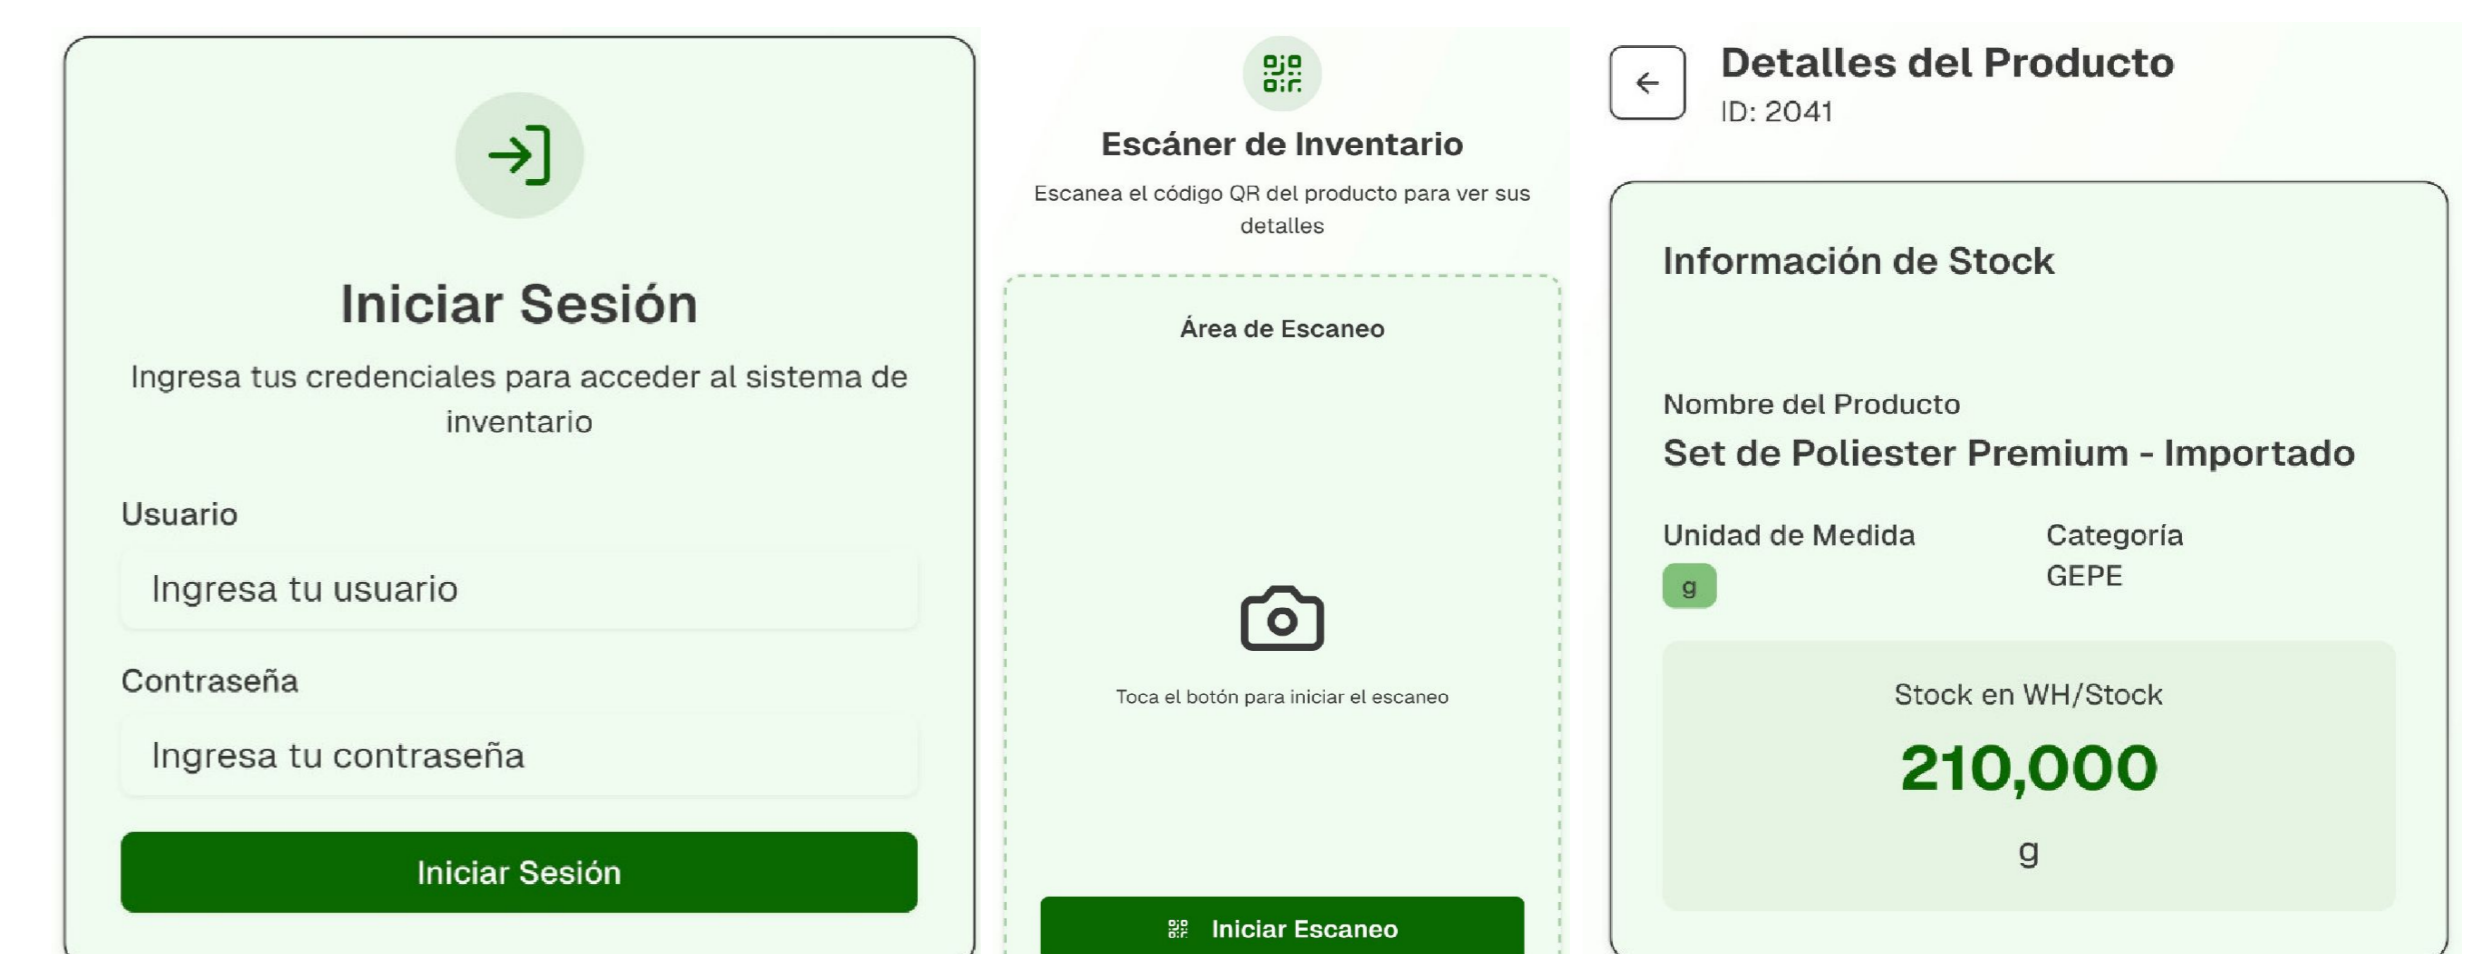 Iniciar Sesión
Ingresa tus credenciales para acceder al sistema de
inventario
Usuario
Ingresa tu usuario
Contraseña
Ingresa tu contraseña
Iniciar Sesión
Escáner de Inventario
Escanea el código QR del producto para ver sus
detalles
Área de Escaneo
Toca el botón para iniciar el escaneo
Iniciar Escaneo
Detalles del Producto
ID: 2041
Información de Stock
Nombre del Producto
Set de Poliester Premium - Importado
Unidad de Medida
g
Categoría
GEPE
Stock en WH/Stock
210,000
g